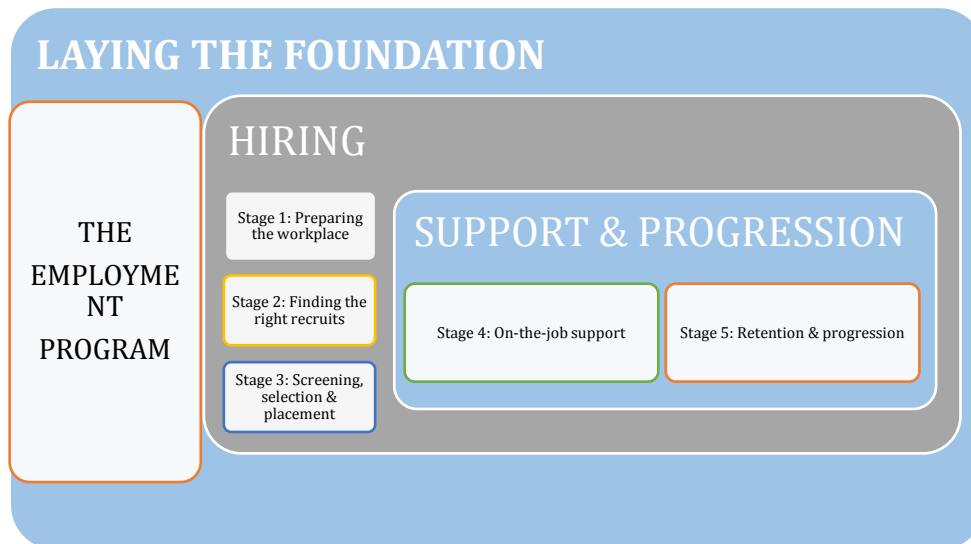 LAYING THE FOUNDATION
THE
EMPLOYME
NT
PROGRAM
HIRING
Stage 1: Preparing
the workplace
Stage 2: Finding the
right recruits
Stage 3: Screening,
selection &
placement
SUPPORT & PROGRESSION
Stage 4: On-the-job support
Stage 5: Retention & progression